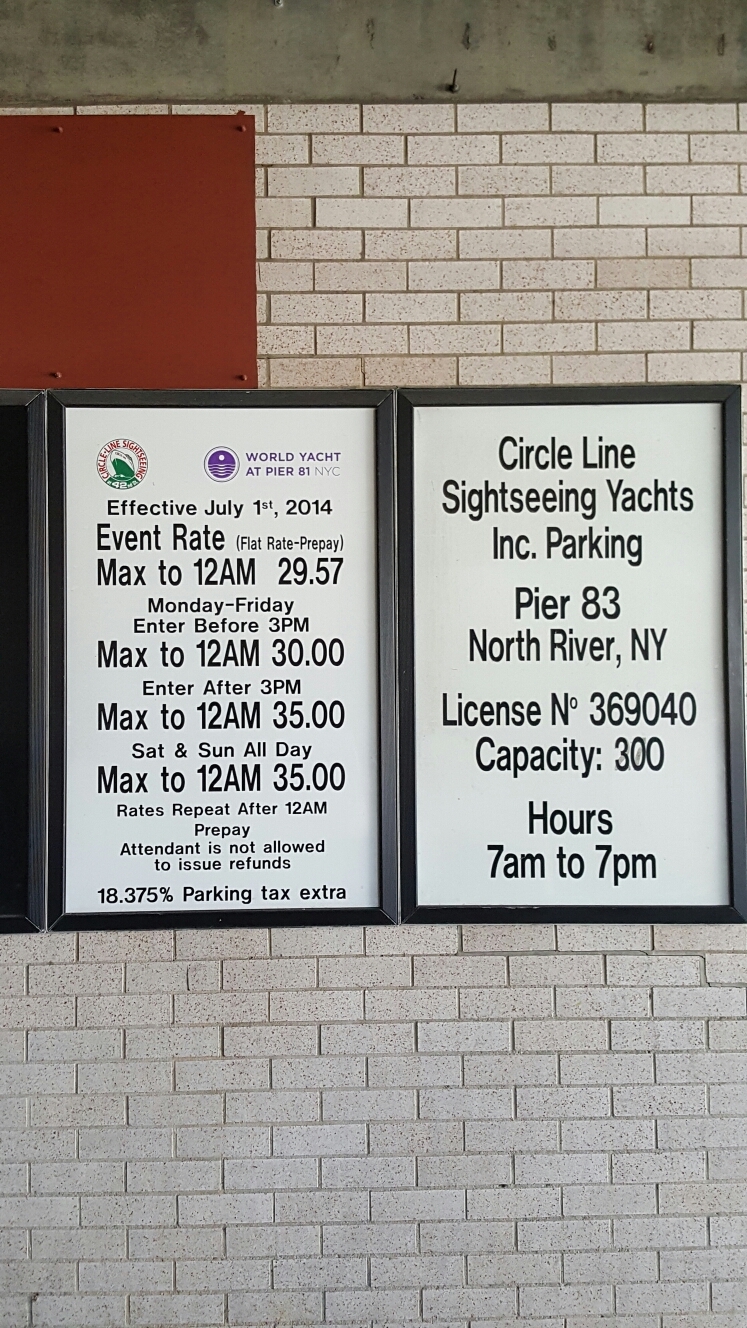 CIRCLE-LINE SIGHTSEEING
42
WORLD YACHT
AT PIER 81 NYC
Effective July 1st, 2014
Event Rate (Flat Rate-Prepay)
Max to 12AM 29.57
Monday-Friday
Enter Before 3PM
Max to 12AM 30.00
Enter After 3PM
Max to 12AM 35.00
Sat & Sun All Day
Max to 12AM 35.00
Rates Repeat After 12AM
Prepay
Attendant is not allowed
to issue refunds
18.375% Parking tax extra
Circle Line
Sightseeing Yachts
Inc. Parking
Pier 83
North River, NY
License Nº 369040
Capacity: 300
Hours
7am to 7pm